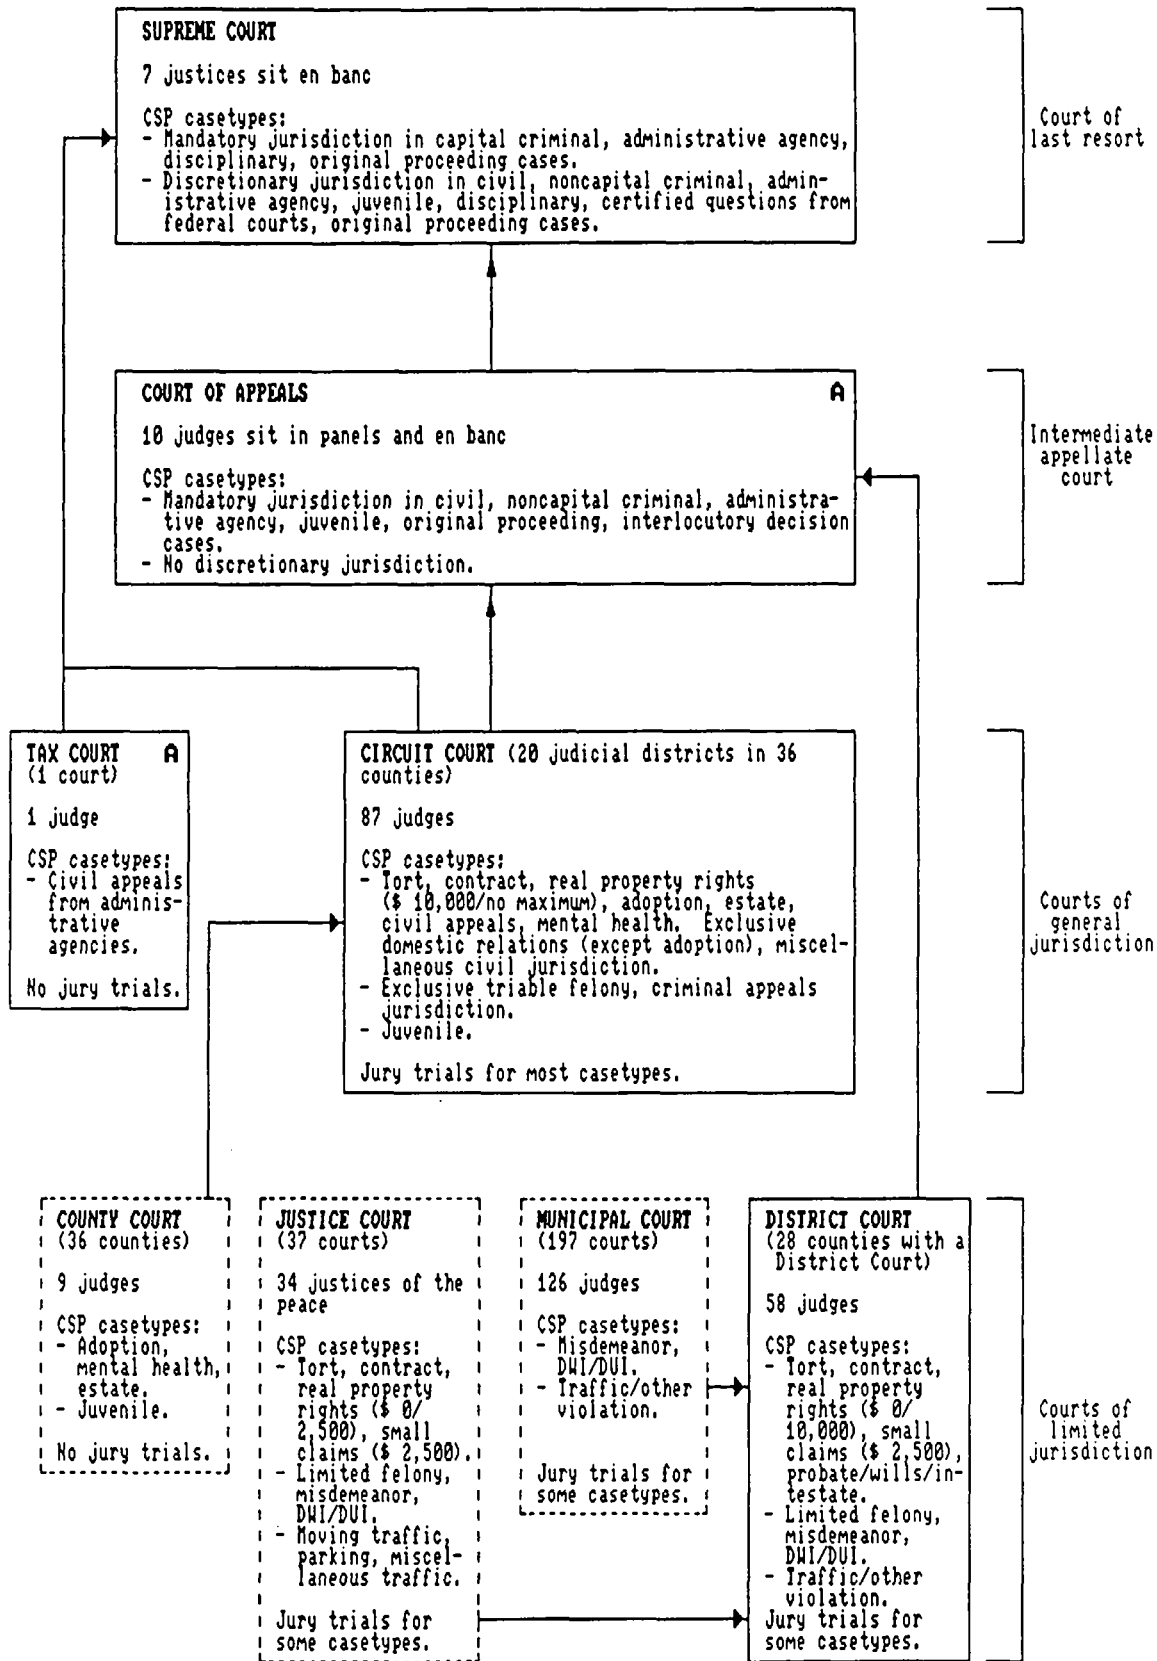 SUPREME COURT
7 justices sit en banc
CSP casetypes:
- Mandatory jurisdiction in capital criminal, administrative agency,
disciplinary, original proceeding cases.
- Discretionary jurisdiction in civil, noncapital criminal, admin-
istrative agency, juvenile, disciplinary, certified questions from
federal courts, original proceeding cases.
Court of
last resort
COURT OF APPEALS A
10 judges sit in panels and en banc
CSP casetypes:
- Mandatory jurisdiction in civil, noncapital criminal, administra-
tive agency, juvenile, original proceeding, interlocutory decision
cases.
- No discretionary jurisdiction.
Intermediate
appellate
court
TAX COURT A
(1 court)
1 judge
CSP casetypes:
- Civil appeals
from adminis-
trative
agencies.
No jury trials.
CIRCUIT COURT (20 judicial districts in 36
counties)
87 judges
CSP casetypes:
- Tort, contract, real property rights
($ 10,000/no maximum), adoption, estate,
civil appeals, mental health. Exclusive
domestic relations (except adoption), miscel-
laneous civil jurisdiction.
- Exclusive triable felony, criminal appeals
jurisdiction.
- Juvenile.
Jury trials for most casetypes.
Courts of
general
jurisdiction
COUNTY COURT
(36 counties)
9 judges
CSP casetypes:
- Adoption,
mental health,
estate.
- Juvenile.
No jury trials.
JUSTICE COURT
(37 courts)
34 justices of the
peace
CSP casetypes:
- Tort, contract,
real property
rights ($ 0/
2,500), small
claims ($ 2,500).
- Limited felony,
misdemeanor,
DWI/DUI.
- Moving traffic,
parking, miscel-
laneous traffic.
Jury trials for
some casetypes.
MUNICIPAL COURT
(197 courts)
126 judges
CSP casetypes:
- Misdemeanor,
DWI/DUI.
- Traffic/other
violation.
Jury trials for
some casetypes.
DISTRICT COURT
(28 counties with a
District Court)
58 judges
CSP casetypes:
- Tort, contract,
real property
rights ($ 0/
10,000), small
claims ($ 2,500),
probate/wills/in-
testate.
- Limited felony,
misdemeanor,
DWI/DUI.
- Traffic/other
violation.
Jury trials for
some casetypes.
Courts of
limited
jurisdiction